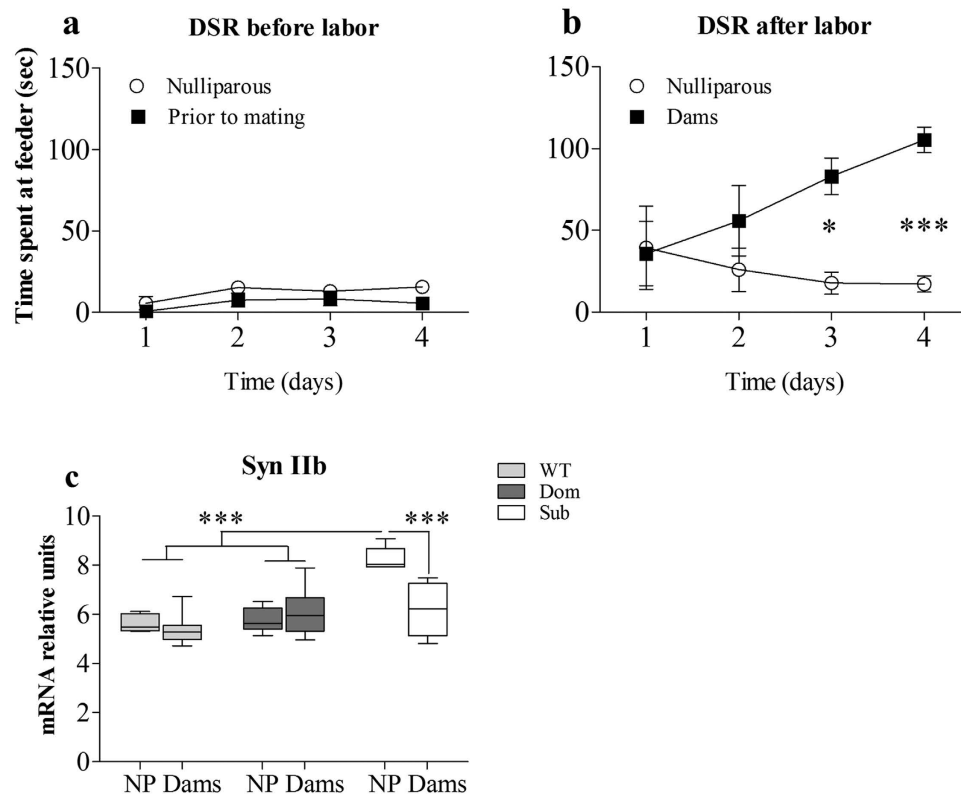 a
DSR before labor
Time spent at feeder (sec)
150
100
50
0
Nulliparous
Prior to mating
1 2 3 4
Time (days)
b
DSR after labor
150
100
50
0
Nulliparous
Dams
*
***
1 2 3 4
Time (days)
c
Syn IIb
WT
Dom
Sub
mRNA relative units
10
8
6
4
2
0
***
***
NP Dams NP Dams NP Dams